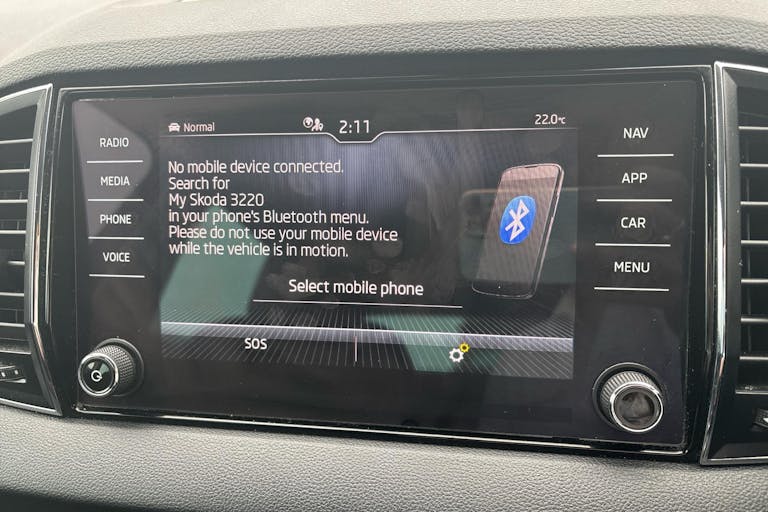 Normal
2:11
22.0°C
RADIO
MEDIA
PHONE
VOICE
No mobile device connected.
Search for
My Skoda 3220
in your phone's Bluetooth menu.
Please do not use your mobile device
while the vehicle is in motion.
Select mobile phone
SOS
NAV
APP
CAR
MENU